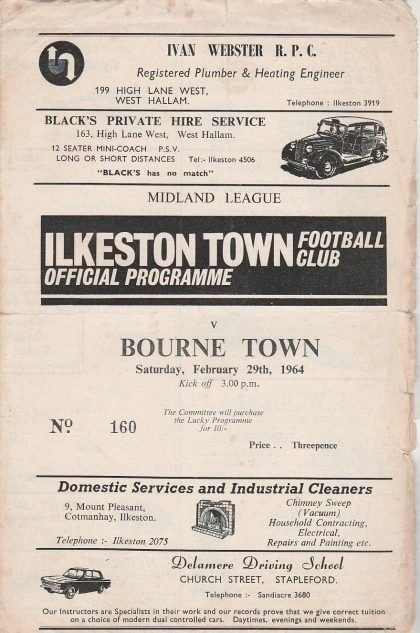 IVAN WEBSTER R. P. C.
Registered Plumber & Heating Engineer
199 HIGH LANE WEST,
WEST HALLAM.
Telephone : Ilkeston 3919
BLACK'S PRIVATE HIRE SERVICE
163, High Lane West, West Hallam.
12 SEATER MINI-COACH P.S.V.
LONG OR SHORT DISTANCES Tel:- Ilkeston 4506
"BLACK'S has no match"
MIDLAND LEAGUE
ILKESTON TOWN FOOTBALL CLUB
OFFICIAL PROGRAMME
V
BOURNE TOWN
Saturday, February 29th, 1964
Kick off 3.00 p.m.
No 160
The Committee will purchase
the Lucky Programme
for 10/-
Price . . Threepence
Domestic Services and Industrial Cleaners
9, Mount Pleasant,
Cotmanhay, Ilkeston.
Telephone :- Ilkeston 2075
Chimney Sweep
(Vacuum)
Household Contracting,
Electrical,
Repairs and Painting etc.
Delamere Driving School
CHURCH STREET, STAPLEFORD.
Telephone :- Sandiacre 3680
Our Instructors are Specialists in their work and our records prove that we give correct tuition
on a choice of modern dual controlled cars. Daytimes, evenings and weekends.